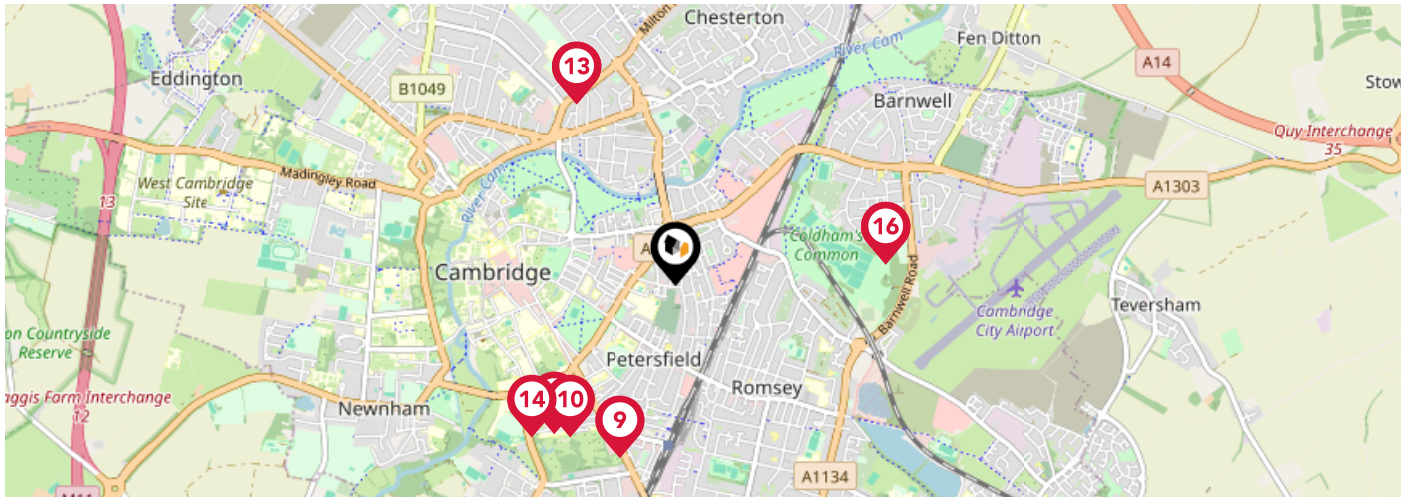 Chesterton
Milton
River Cam
Fen Ditton
A14
13
Eddington
B1049
Barnwell
Quy Interchange
35
Madingley Road
West Cambridge
Site
13
River Cam
A1303
16
Coldham's
Common
Cambridge
Barnwell Road
Cambridge
City Airport
Teversham
on Countryside
Reserve
Petersfield
Romsey
aggis Farm Interchange
12
Newnham
14
10
9
A1134
M11